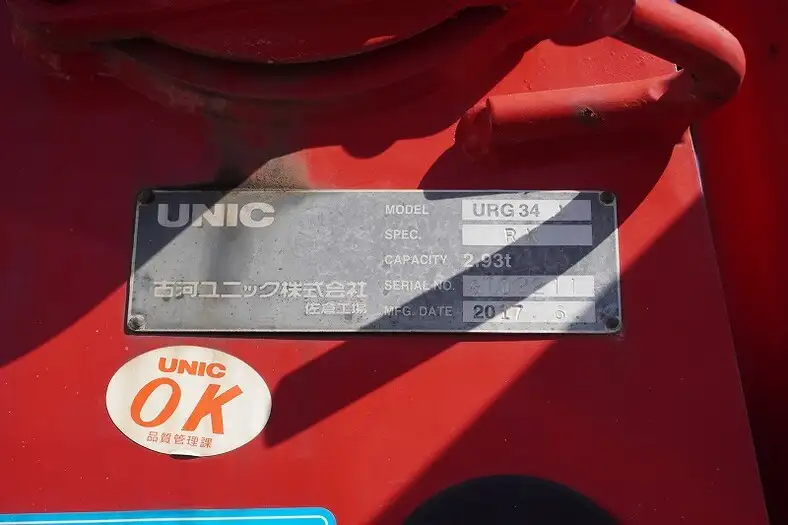 UNIC
MODEL URG 34
SPEC.
CAPACITY 2.93t
SERIAL NO.
MFG. DATE 2017. 6
古河ユニック株式会社
佐倉工場
UNIC
OK
品質管理課